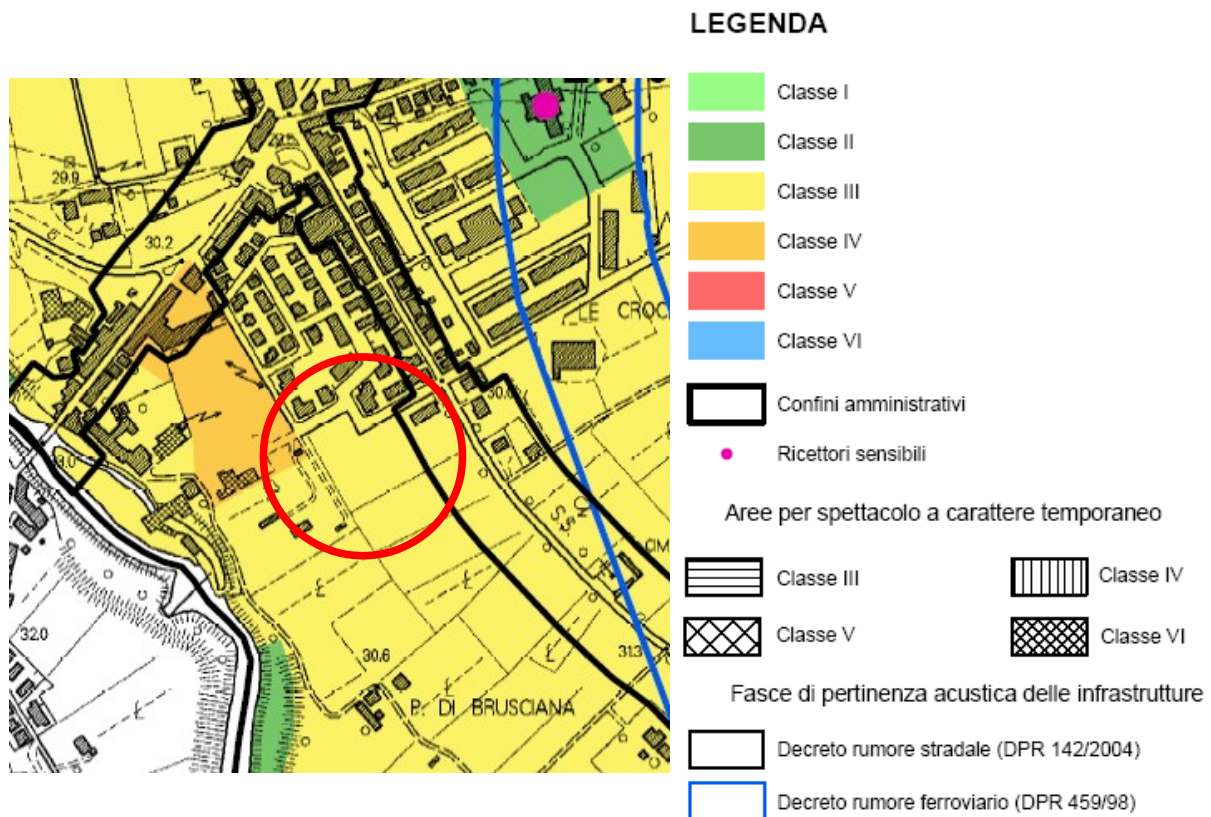 LEGENDA
Classe I
Classe II
Classe III
Classe IV
Classe V
Classe VI
Confini amministrativi
Ricettori sensibili
Aree per spettacolo a carattere temporaneo
Classe III
Classe IV
Classe V
Classe VI
Fasce di pertinenza acustica delle infrastrutture
Decreto rumore stradale (DPR 142/2004)
Decreto rumore ferroviario (DPR 459/98)
29.9
30.2
LE CROC
32.0
30.6
31.3
P. DI BRUSCIANA